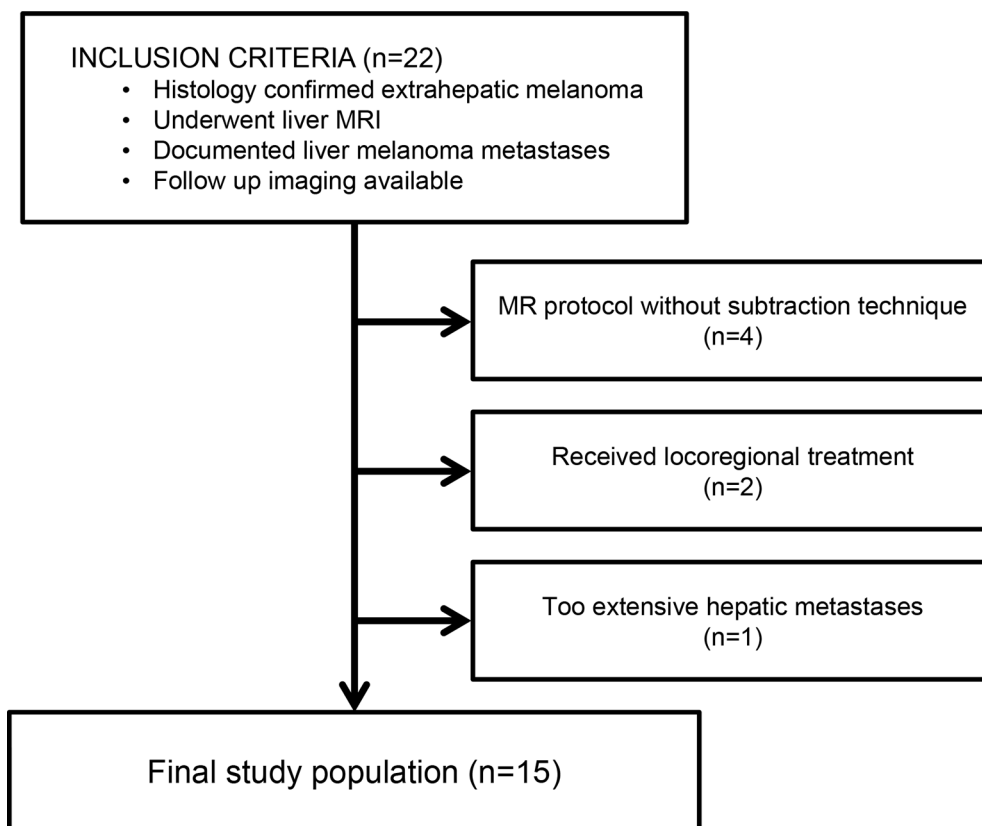 INCLUSION CRITERIA (n=22)
• Histology confirmed extrahepatic melanoma
• Underwent liver MRI
• Documented liver melanoma metastases
• Follow up imaging available
MR protocol without subtraction technique
(n=4)
Received locoregional treatment
(n=2)
Too extensive hepatic metastases
(n=1)
Final study population (n=15)